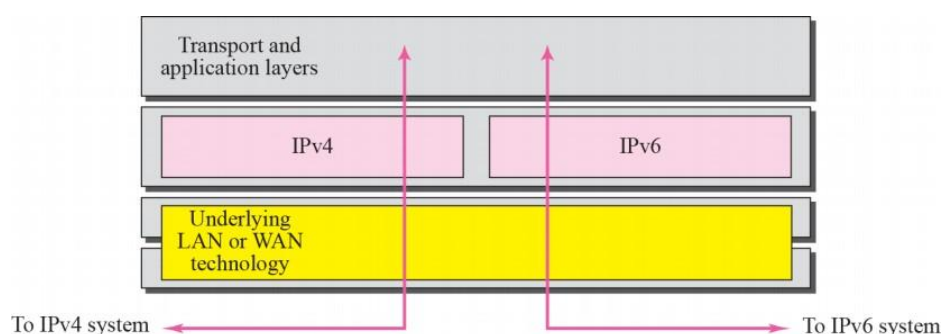 Transport and
application layers
IPv4
IPv6
Underlying
LAN or WAN
technology
To IPv4 system
To IPv6 system